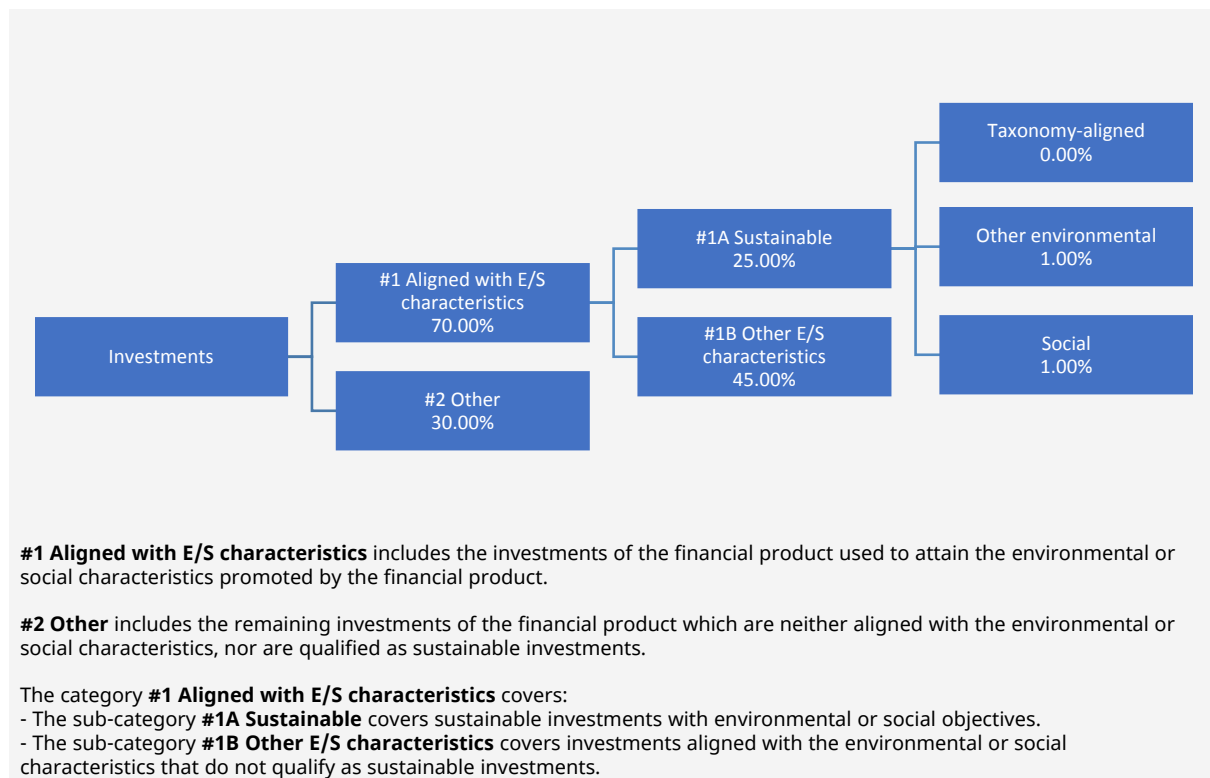 Taxonomy-aligned
0.00%
#1A Sustainable
25.00%
Other environmental
1.00%
#1 Aligned with E/S
characteristics
70.00%
Investments
#1B Other E/S
characteristics
45.00%
Social
1.00%
#2 Other
30.00%
#1 Aligned with E/S characteristics includes the investments of the financial product used to attain the environmental or
social characteristics promoted by the financial product.
#2 Other includes the remaining investments of the financial product which are neither aligned with the environmental or
social characteristics, nor are qualified as sustainable investments.
The category #1 Aligned with E/S characteristics covers:
- The sub-category #1A Sustainable covers sustainable investments with environmental or social objectives.
- The sub-category #1B Other E/S characteristics covers investments aligned with the environmental or social
characteristics that do not qualify as sustainable investments.